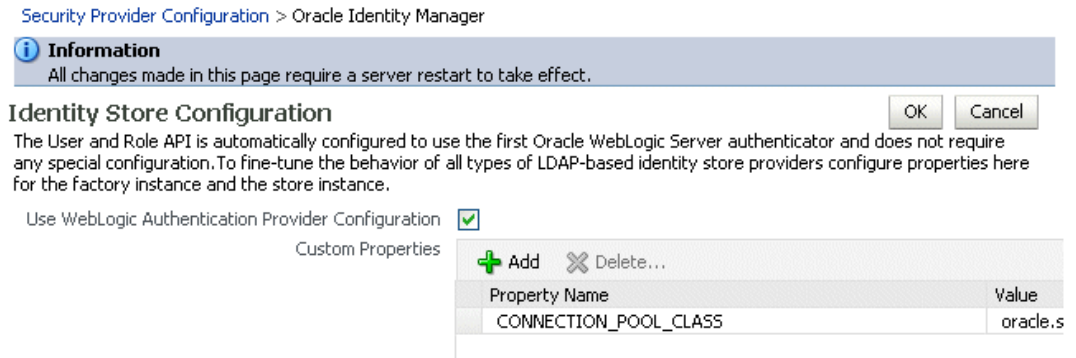 Security Provider Configuration > Oracle Identity Manager
Information
All changes made in this page require a server restart to take effect.
Identity Store Configuration
OK Cancel
The User and Role API is automatically configured to use the first Oracle WebLogic Server authenticator and does not require
any special configuration.To fine-tune the behavior of all types of LDAP-based identity store providers configure properties here
for the factory instance and the store instance.
Use WebLogic Authentication Provider Configuration
Custom Properties
Add Delete...
Property Name Value
CONNECTION_POOL_CLASS oracle.s